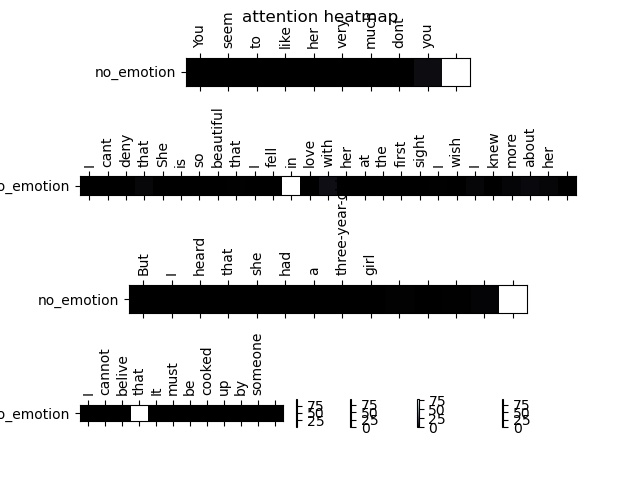 attention heatmap
You seem to like her very much dont you
no_emotion
I cant deny that She is so beautiful that I fell in love with her at the first sight I wish I knew more about her
o_emotion
But I heard that she had a three-year-o girl
no_emotion
I cannot belive that It must be cooked up by someone
o_emotion
75 75 75 75
50 50 50 50
25 25 25 25
0 0 0